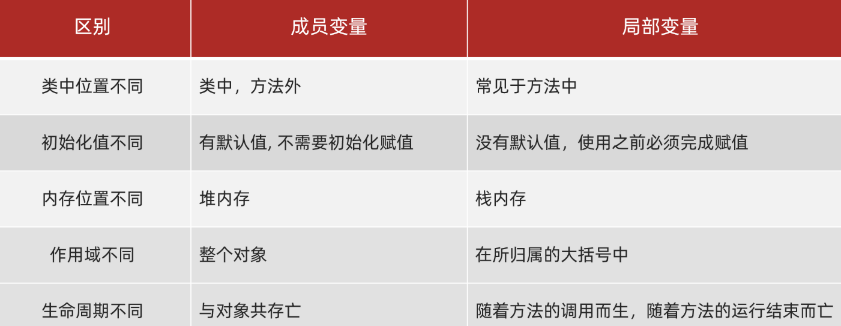 区别 成员变量 局部变量
类中位置不同 类中，方法外 常见于方法中
初始化值不同 有默认值, 不需要初始化赋值 没有默认值，使用之前必须完成赋值
内存位置不同 堆内存 栈内存
作用域不同 整个对象 在所归属的大括号中
生命周期不同 与对象共存亡 随着方法的调用而生，随着方法的运行结束而亡